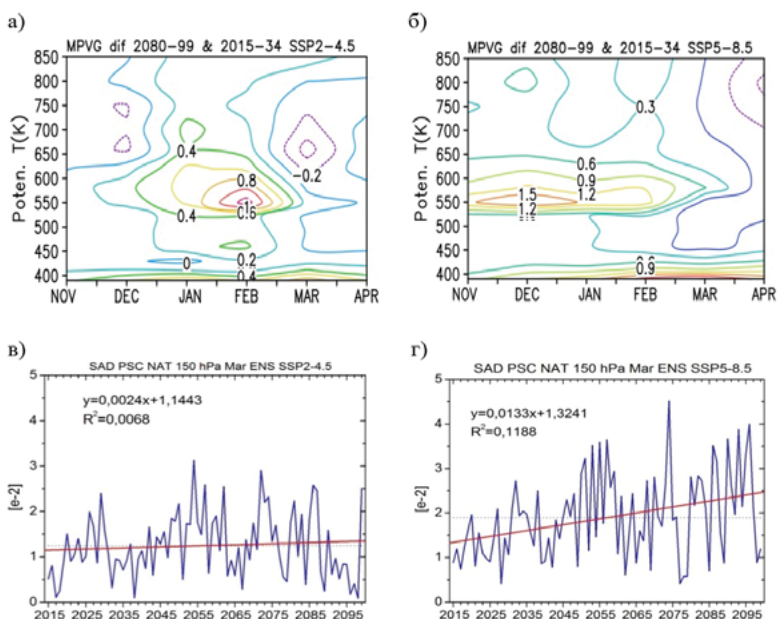 а)
MPVG dif 2080-99 & 2015-34 SSP2-4.5
850
800
750
700
650
600
550
500
450
400
Poten. T(K)
0.4
0.8
-0.2
0.4
0.6
0
0.2
0.4
NOV DEC JAN FEB MAR APR
б)
MPVG dif 2080-99 & 2015-34 SSP5-8.5
850
800
750
700
650
600
550
500
450
400
Poten. T(K)
0.3
0.6
0.9
1.5
1.2
1.2
0.9
NOV DEC JAN FEB MAR APR
в)
SAD PSC NAT 150 hPa Mar ENS SSP2-4.5
y=0,0024x+1,1443
R²=0,0068
5
4
3
2
1
0
[e-2]
2015 2025 2035 2045 2055 2065 2075 2085 2095
г)
SAD PSC NAT 150 hPa Mar ENS SSP5-8.5
y=0,0133x+1,3241
R²=0,1188
5
4
3
2
1
0
[e-2]
2015 2025 2035 2045 2055 2065 2075 2085 2095